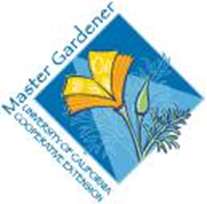 Master Gardener
UNIVERSITY OF CALIFORNIA
COOPERATIVE EXTENSION